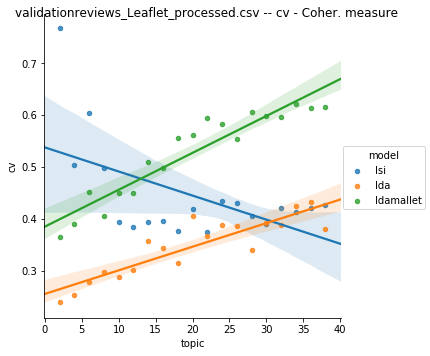 validationreviews_Leaflet_processed.csv -- cv - Coher. measure
cv
0.7
0.6
0.5
0.4
0.3
0 5 10 15 20 25 30 35 40
topic
model
lsi
lda
ldamallet